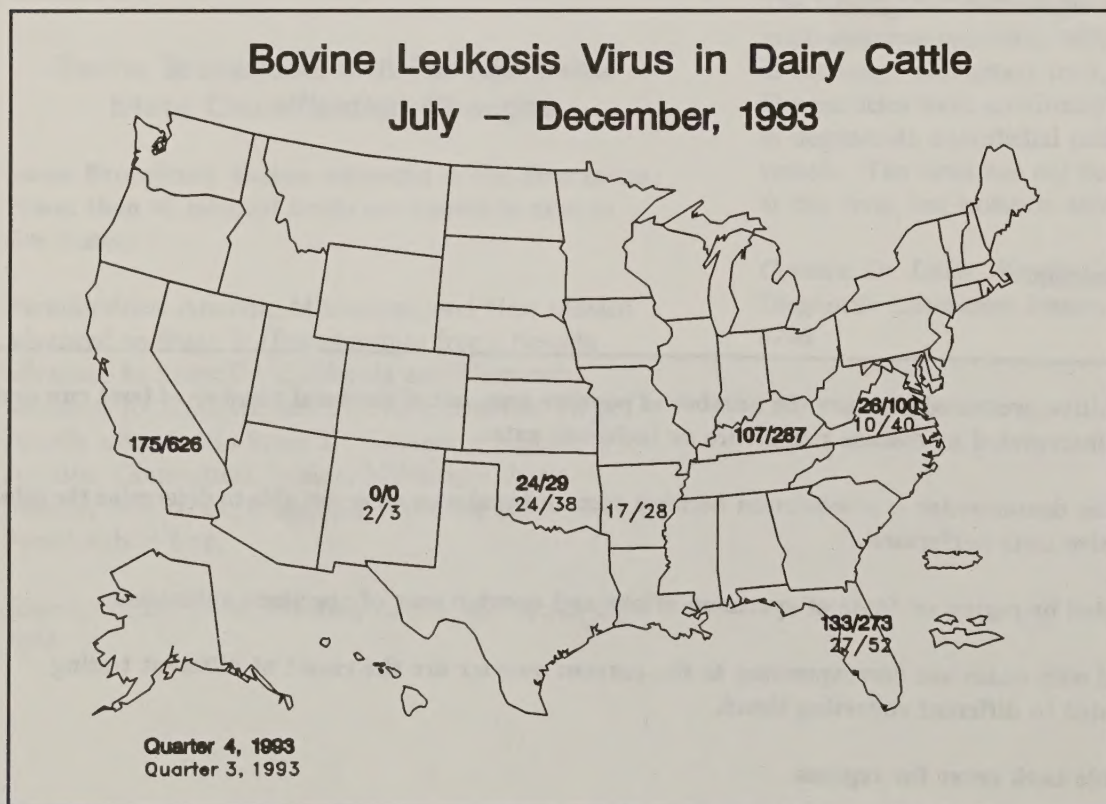 Bovine Leukosis Virus in Dairy Cattle
July – December, 1993
26/100
10/40
175/626
107/287
0/0
2/3
24/29
24/38
17/28
133/273
27/52
Quarter 4, 1993
Quarter 3, 1993